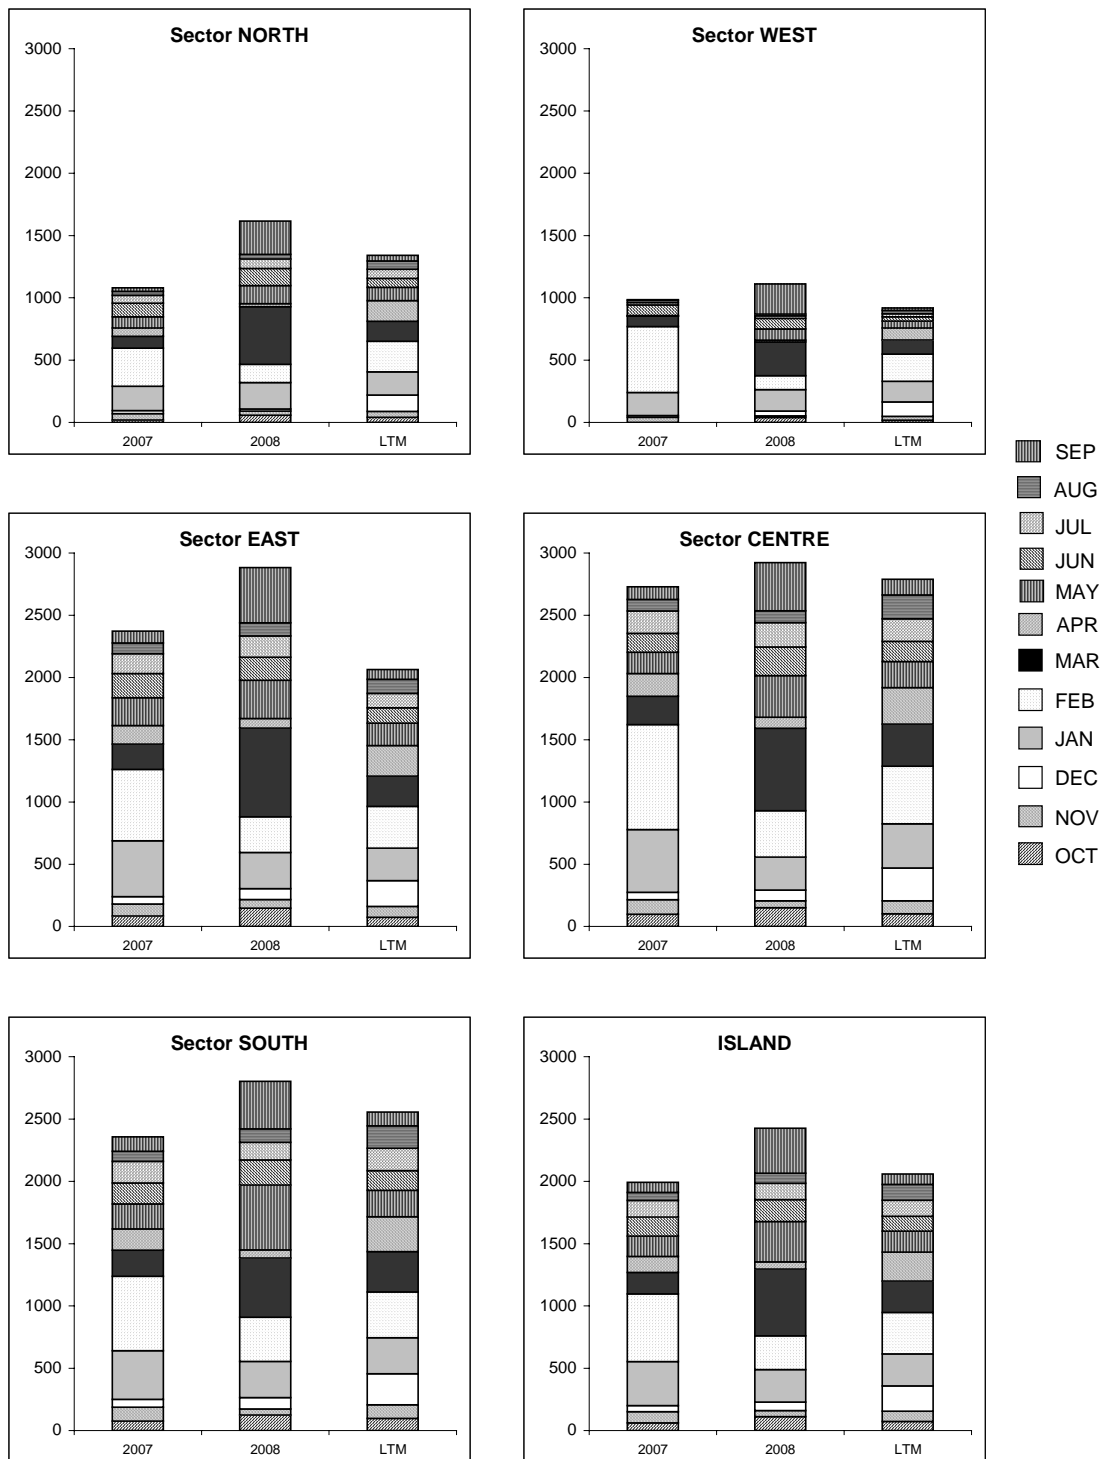 Sector NORTH
3000
2500
2000
1500
1000
500
0
2007 2008 LTM
Sector WEST
3000
2500
2000
1500
1000
500
0
2007 2008 LTM
SEP
AUG
JUL
JUN
MAY
APR
MAR
FEB
JAN
DEC
NOV
OCT
Sector EAST
3000
2500
2000
1500
1000
500
0
2007 2008 LTM
Sector CENTRE
3000
2500
2000
1500
1000
500
0
2007 2008 LTM
Sector SOUTH
3000
2500
2000
1500
1000
500
0
2007 2008 LTM
ISLAND
3000
2500
2000
1500
1000
500
0
2007 2008 LTM